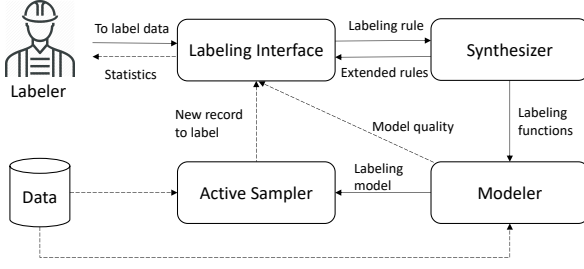 To label data
Labeling Interface
Labeling rule
Synthesizer
Statistics
Extended rules
Labeler
New record
to label
Model quality
Labeling
functions
Data
Active Sampler
Labeling
model
Modeler